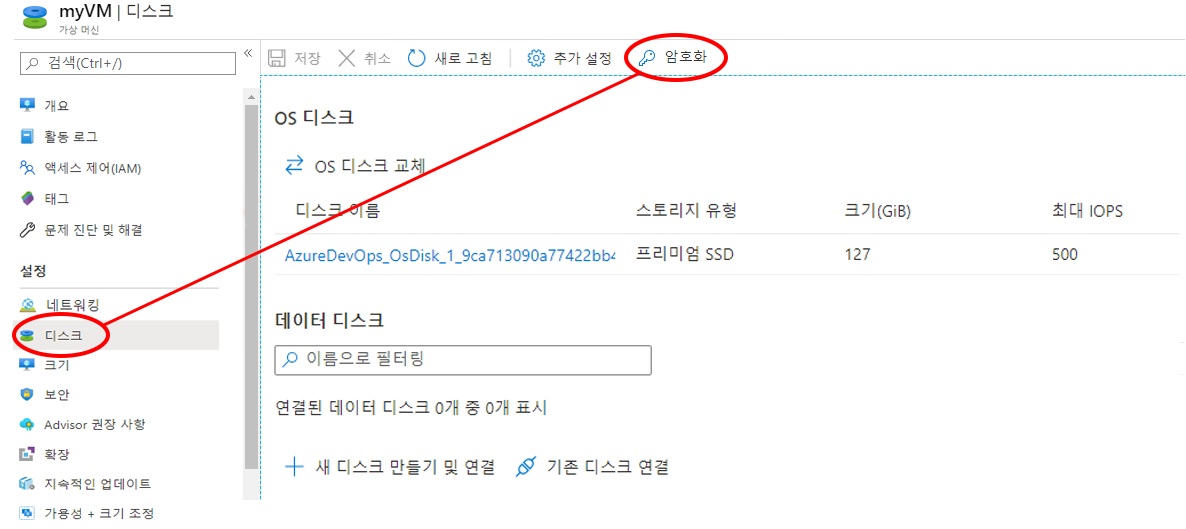 myVM | 디스크
가상 머신
검색(Ctrl+/)
«
저장 취소 새로 고침 추가 설정 암호화
개요
활동 로그
액세스 제어(IAM)
태그
문제 진단 및 해결
설정
네트워킹
디스크
크기
보안
Advisor 권장 사항
확장
지속적인 업데이트
가용성 + 크기 조정
OS 디스크
OS 디스크 교체
디스크 이름 스토리지 유형 크기(GiB) 최대 IOPS
AzureDevOps_OsDisk_1_9ca713090a77422bb4 프리미엄 SSD 127 500
데이터 디스크
이름으로 필터링
연결된 데이터 디스크 0개 중 0개 표시
새 디스크 만들기 및 연결 기존 디스크 연결